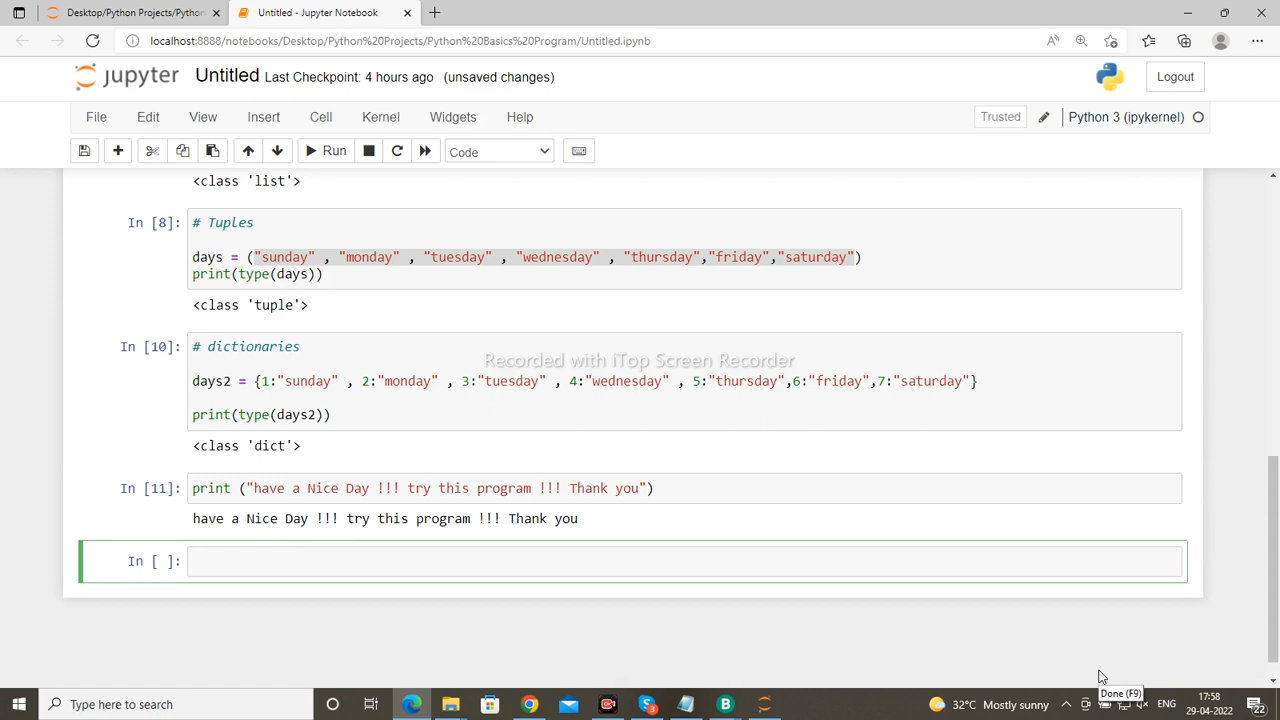 Desktop/Python Projects/Python
Untitled - Jupyter Notebook
localhost:8888/notebooks/Desktop/Python%20Projects/Python%20Basics%20Program/Untitled.ipynb
jupyter Untitled Last Checkpoint: 4 hours ago (unsaved changes)
Logout
File Edit View Insert Cell Kernel Widgets Help
Trusted
Python 3 (ipykernel)
Run
Code
<class 'list'>
In [8]: # Tuples
days = ("sunday" , "monday" , "tuesday" , "wednesday" , "thursday","friday","saturday")
print(type(days))
<class 'tuple'>
In [10]: # dictionaries
Recorded with iTop Screen Recorder
days2 = {1:"sunday" , 2:"monday" , 3:"tuesday" , 4:"wednesday" , 5:"thursday",6:"friday",7:"saturday"}
print(type(days2))
<class 'dict'>
In [11]: print ("have a Nice Day !!! try this program !!! Thank you")
have a Nice Day !!! try this program !!! Thank you
In [ ]:
Done (F9)
Type here to search
32°C Mostly sunny
ENG
17:58
29-04-2022
22